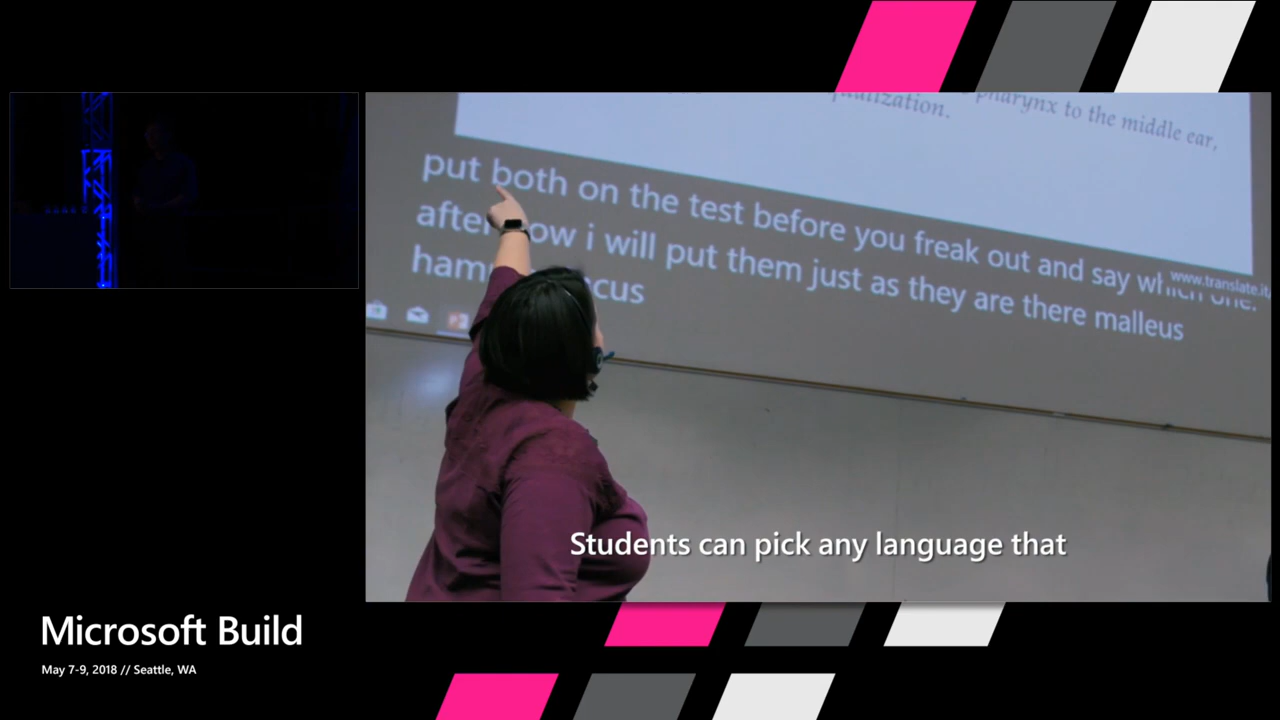 pharynx to the middle ear,
put both on the test before you freak out and say which one.
www.translate.it
i will put them just as they are there malleus
Students can pick any language that
Microsoft Build
May 7-9, 2018 // Seattle, WA